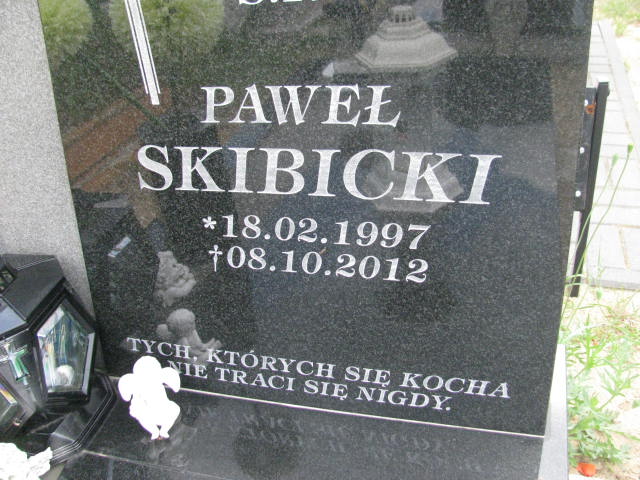 PAWEŁ
SKIBICKI
*18.02.1997
†08.10.2012
TYCH, KTÓRYCH SIĘ KOCHA
NIE TRACI SIĘ NIGDY.